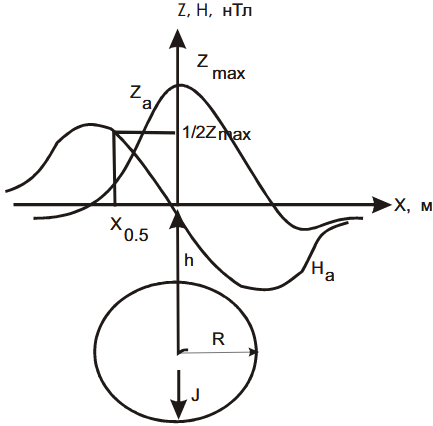 Z, H, нТл
Z max
Z a
1/2Z max
X, м
X 0.5
h
H a
R
J